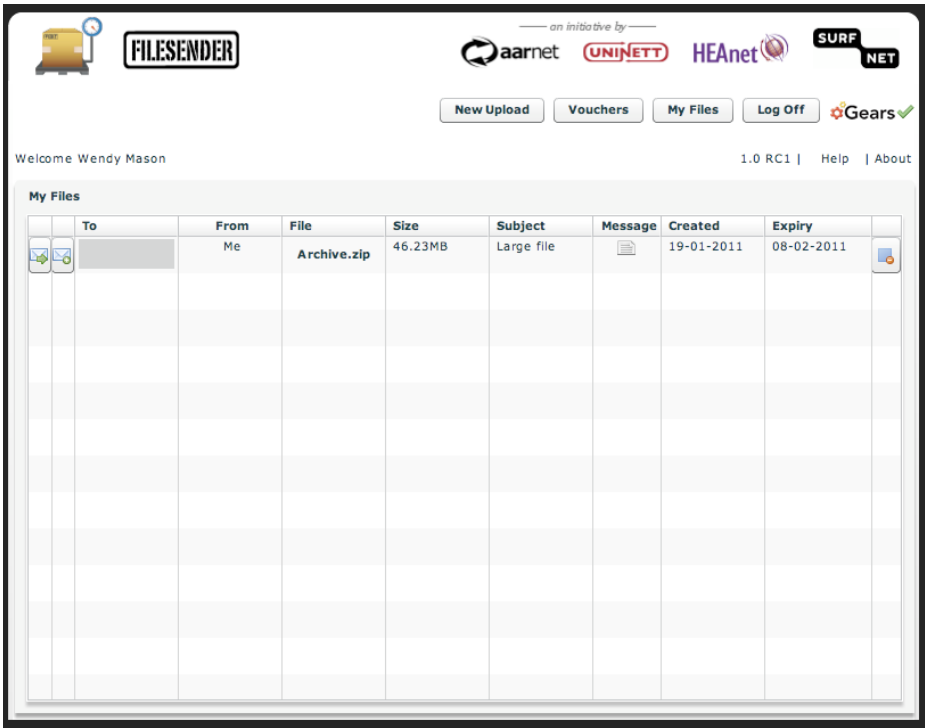 an initiative by
FILESENDER
aarnet UNINETT HEAnet SURF NET
New Upload Vouchers My Files Log Off Gears
Welcome Wendy Mason 1.0 RC1 | Help | About
My Files
To From File Size Subject Message Created Expiry
Me Archive.zip 46.23MB Large file 19-01-2011 08-02-2011